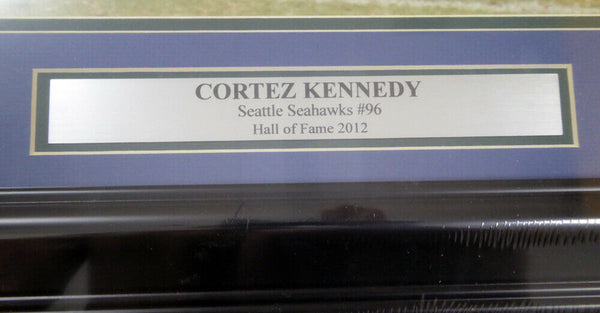 CORTEZ KENNEDY
Seattle Seahawks #96
Hall of Fame 2012